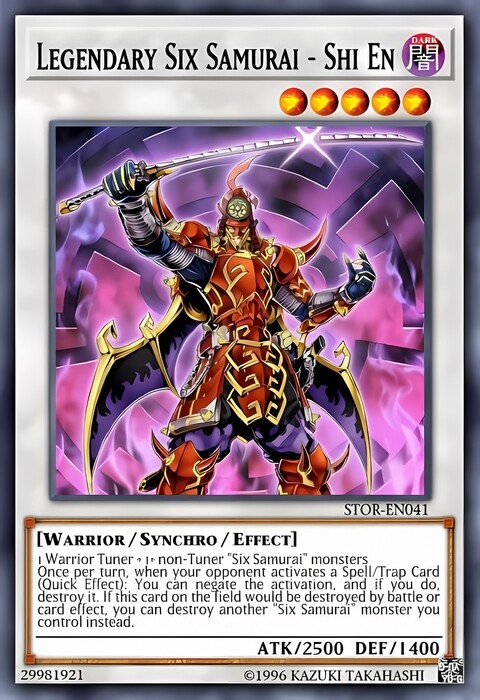 LEGENDARY SIX SAMURAI - SHI EN
DARK
闇
STOR-EN041
[WARRIOR / SYNCHRO / EFFECT]
1 Warrior Tuner + 1+ non-Tuner "Six Samurai" monsters
Once per turn, when your opponent activates a Spell/Trap Card
(Quick Effect): You can negate the activation, and if you do,
destroy it. If this card on the field would be destroyed by battle or
card effect, you can destroy another "Six Samurai" monster you
control instead.
ATK/2500 DEF/1400
29981921
©1996 KAZUKI TAKAHASHI